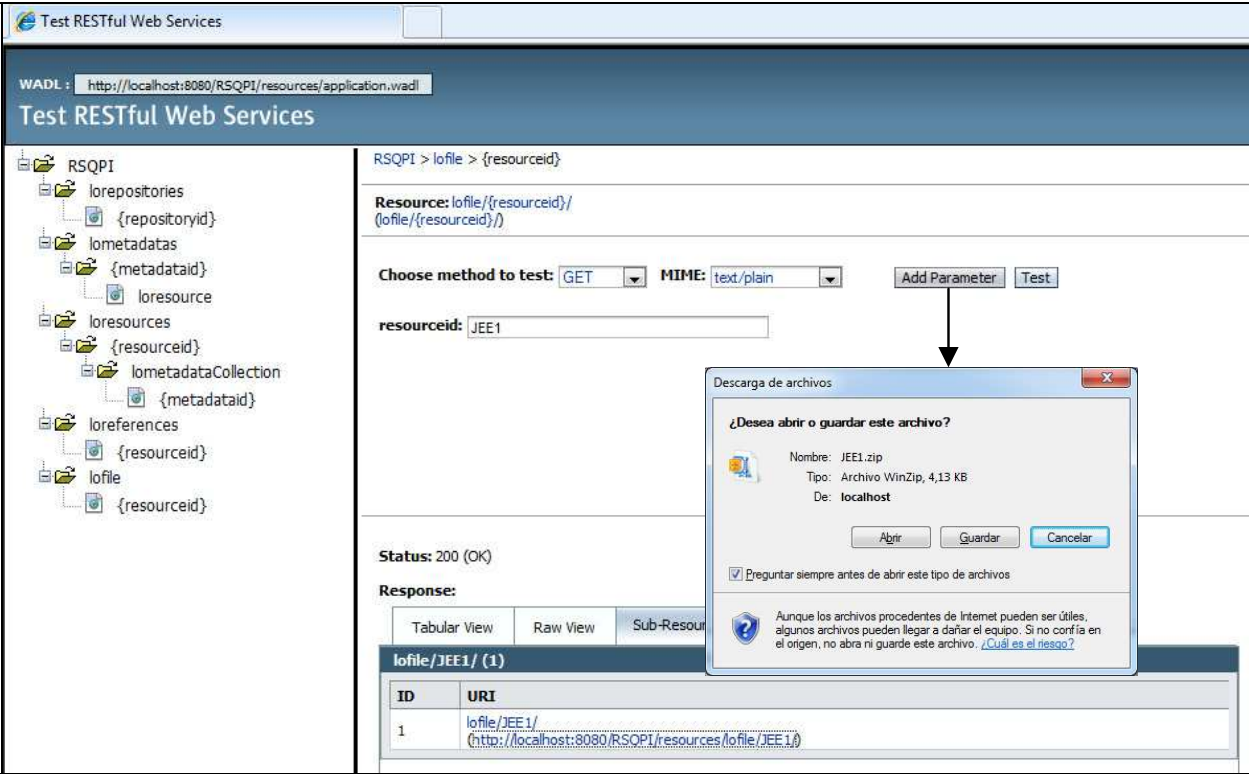 Test RESTful Web Services
WADL : http://localhost:8080/RSQPI/resources/application.wadl
Test RESTful Web Services
RSQPI
lorepositories
{repositoryid}
lometadatas
{metadataid}
loresource
loresources
{resourceid}
lometadataCollection
{metadataid}
loreferences
{resourceid}
lofile
{resourceid}
RSQPI > lofile > {resourceid}
Resource: lofile/{resourceid}/
(lofile/{resourceid}/)
Choose method to test: GET MIME: text/plain Add Parameter Test
resourceid: JEE1
Descarga de archivos
¿Desea abrir o guardar este archivo?
Nombre: JEE1.zip
Tipo: Archivo WinZip, 4,13 KB
De: localhost
Abrir Guardar Cancelar
Preguntar siempre antes de abrir este tipo de archivos
Aunque los archivos procedentes de Internet pueden ser útiles,
algunos archivos pueden llegar a dañar el equipo. Si no confía en
el origen, no abra ni guarde este archivo. ¿Cuál es el riesgo?
Status: 200 (OK)
Response:
Tabular View Raw View Sub-Resour
lofile/JEE1/ (1)
ID URI
1 lofile/JEE1/
(http://localhost:8080/RSQPI/resources/lofile/JEE1/)